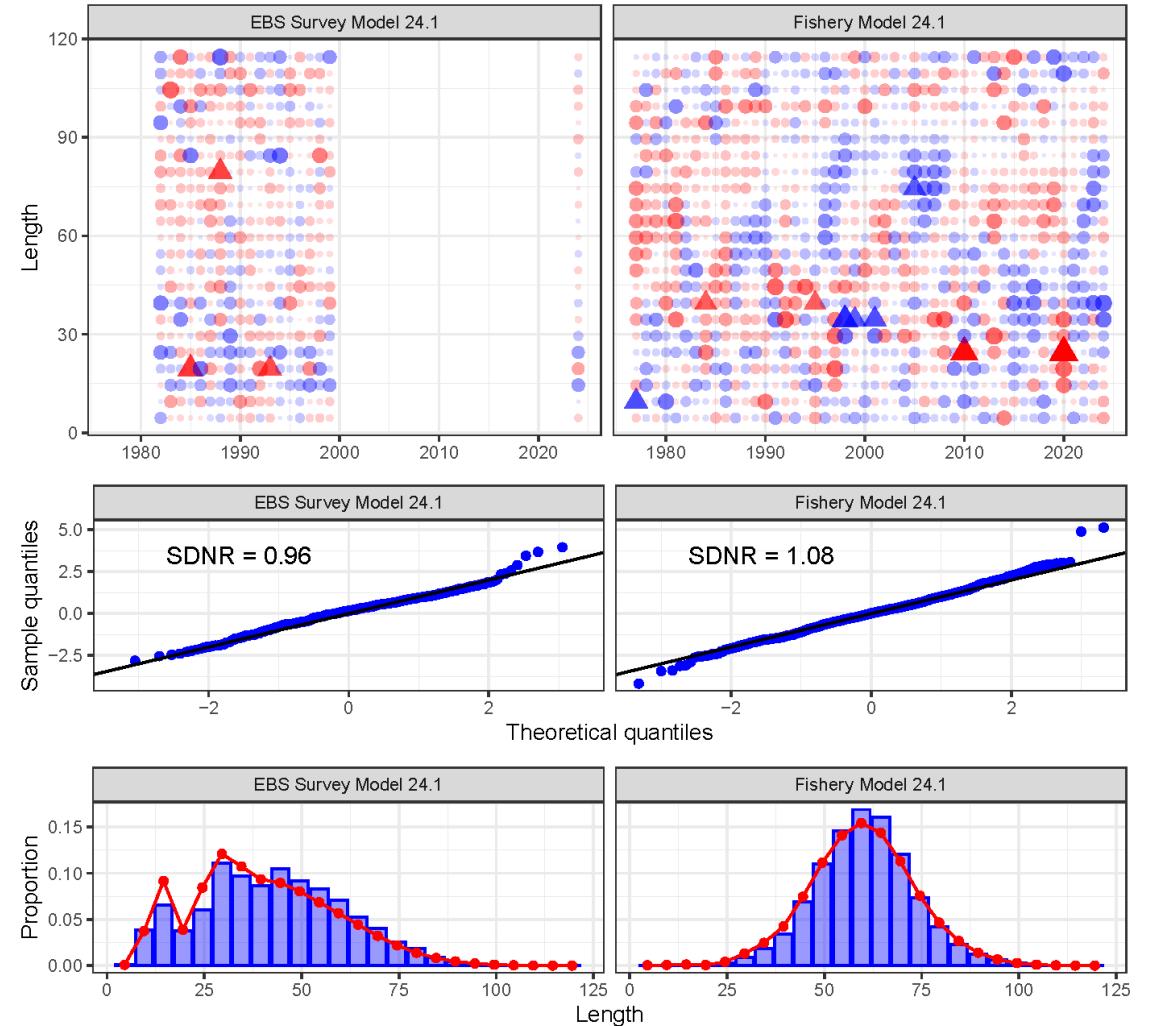 EBS Survey Model 24.1 Fishery Model 24.1
120
90
60
30
0
Length
1980 1990 2000 2010 2020 1980 1990 2000 2010 2020
EBS Survey Model 24.1 Fishery Model 24.1
5.0
2.5
0.0
−2.5
Sample quantiles
SDNR = 0.96 SDNR = 1.08
−2 0 2 −2 0 2
Theoretical quantiles
EBS Survey Model 24.1 Fishery Model 24.1
0.15
0.10
0.05
0.00
Proportion
0 25 50 75 100 125 0 25 50 75 100 125
Length